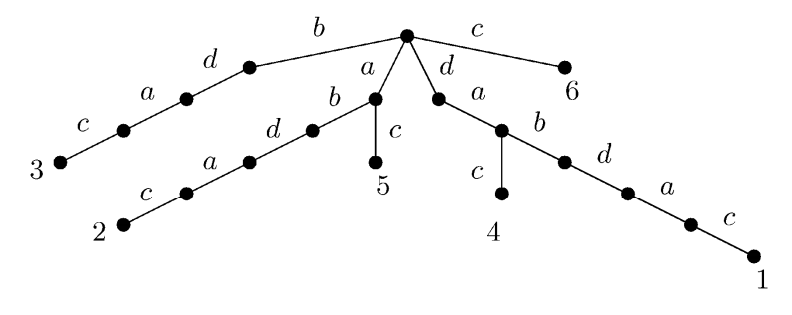 b c
d a d
a b a 6
c d c b
3 a 5 c d
c 4 a
2 c
1